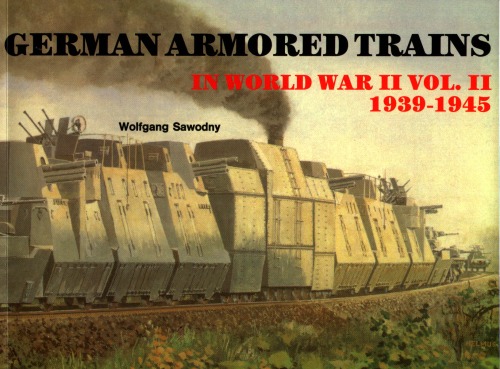 GERMAN ARMORED TRAINS
IN WORLD WAR II VOL. II
1939-1945
Wolfgang Sawodny